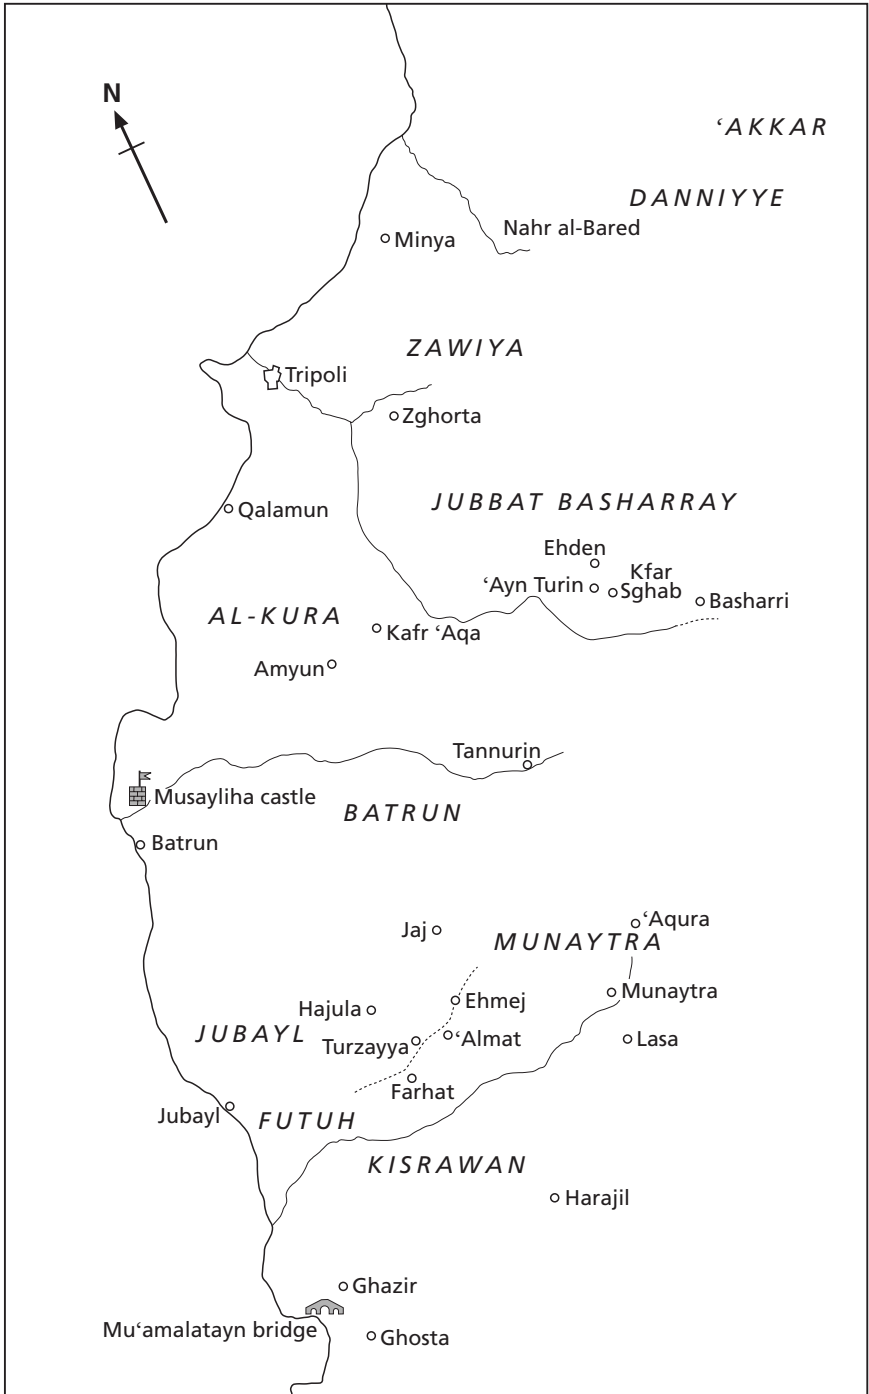 N
‘AKKAR
DANNIYYE
Nahr al-Bared
Minya
ZAWIYA
Tripoli
Zghorta
JUBBAT BASHARRAY
Qalamun
Ehden
Kfar
‘Ayn Turin
Sghab
Basharri
AL-KURA
Kafr ‘Aqa
Amyun
Tannurin
Musayliha castle
BATRUN
Batrun
‘Aqura
Jaj
MUNAYTRA
Munaytra
Ehmej
Hajula
JUBAYL
‘Almat
Lasa
Turzayya
Farhat
Jubayl
FUTUH
KISRAWAN
Harajil
Ghazir
Mu‘amalatayn bridge
Ghosta